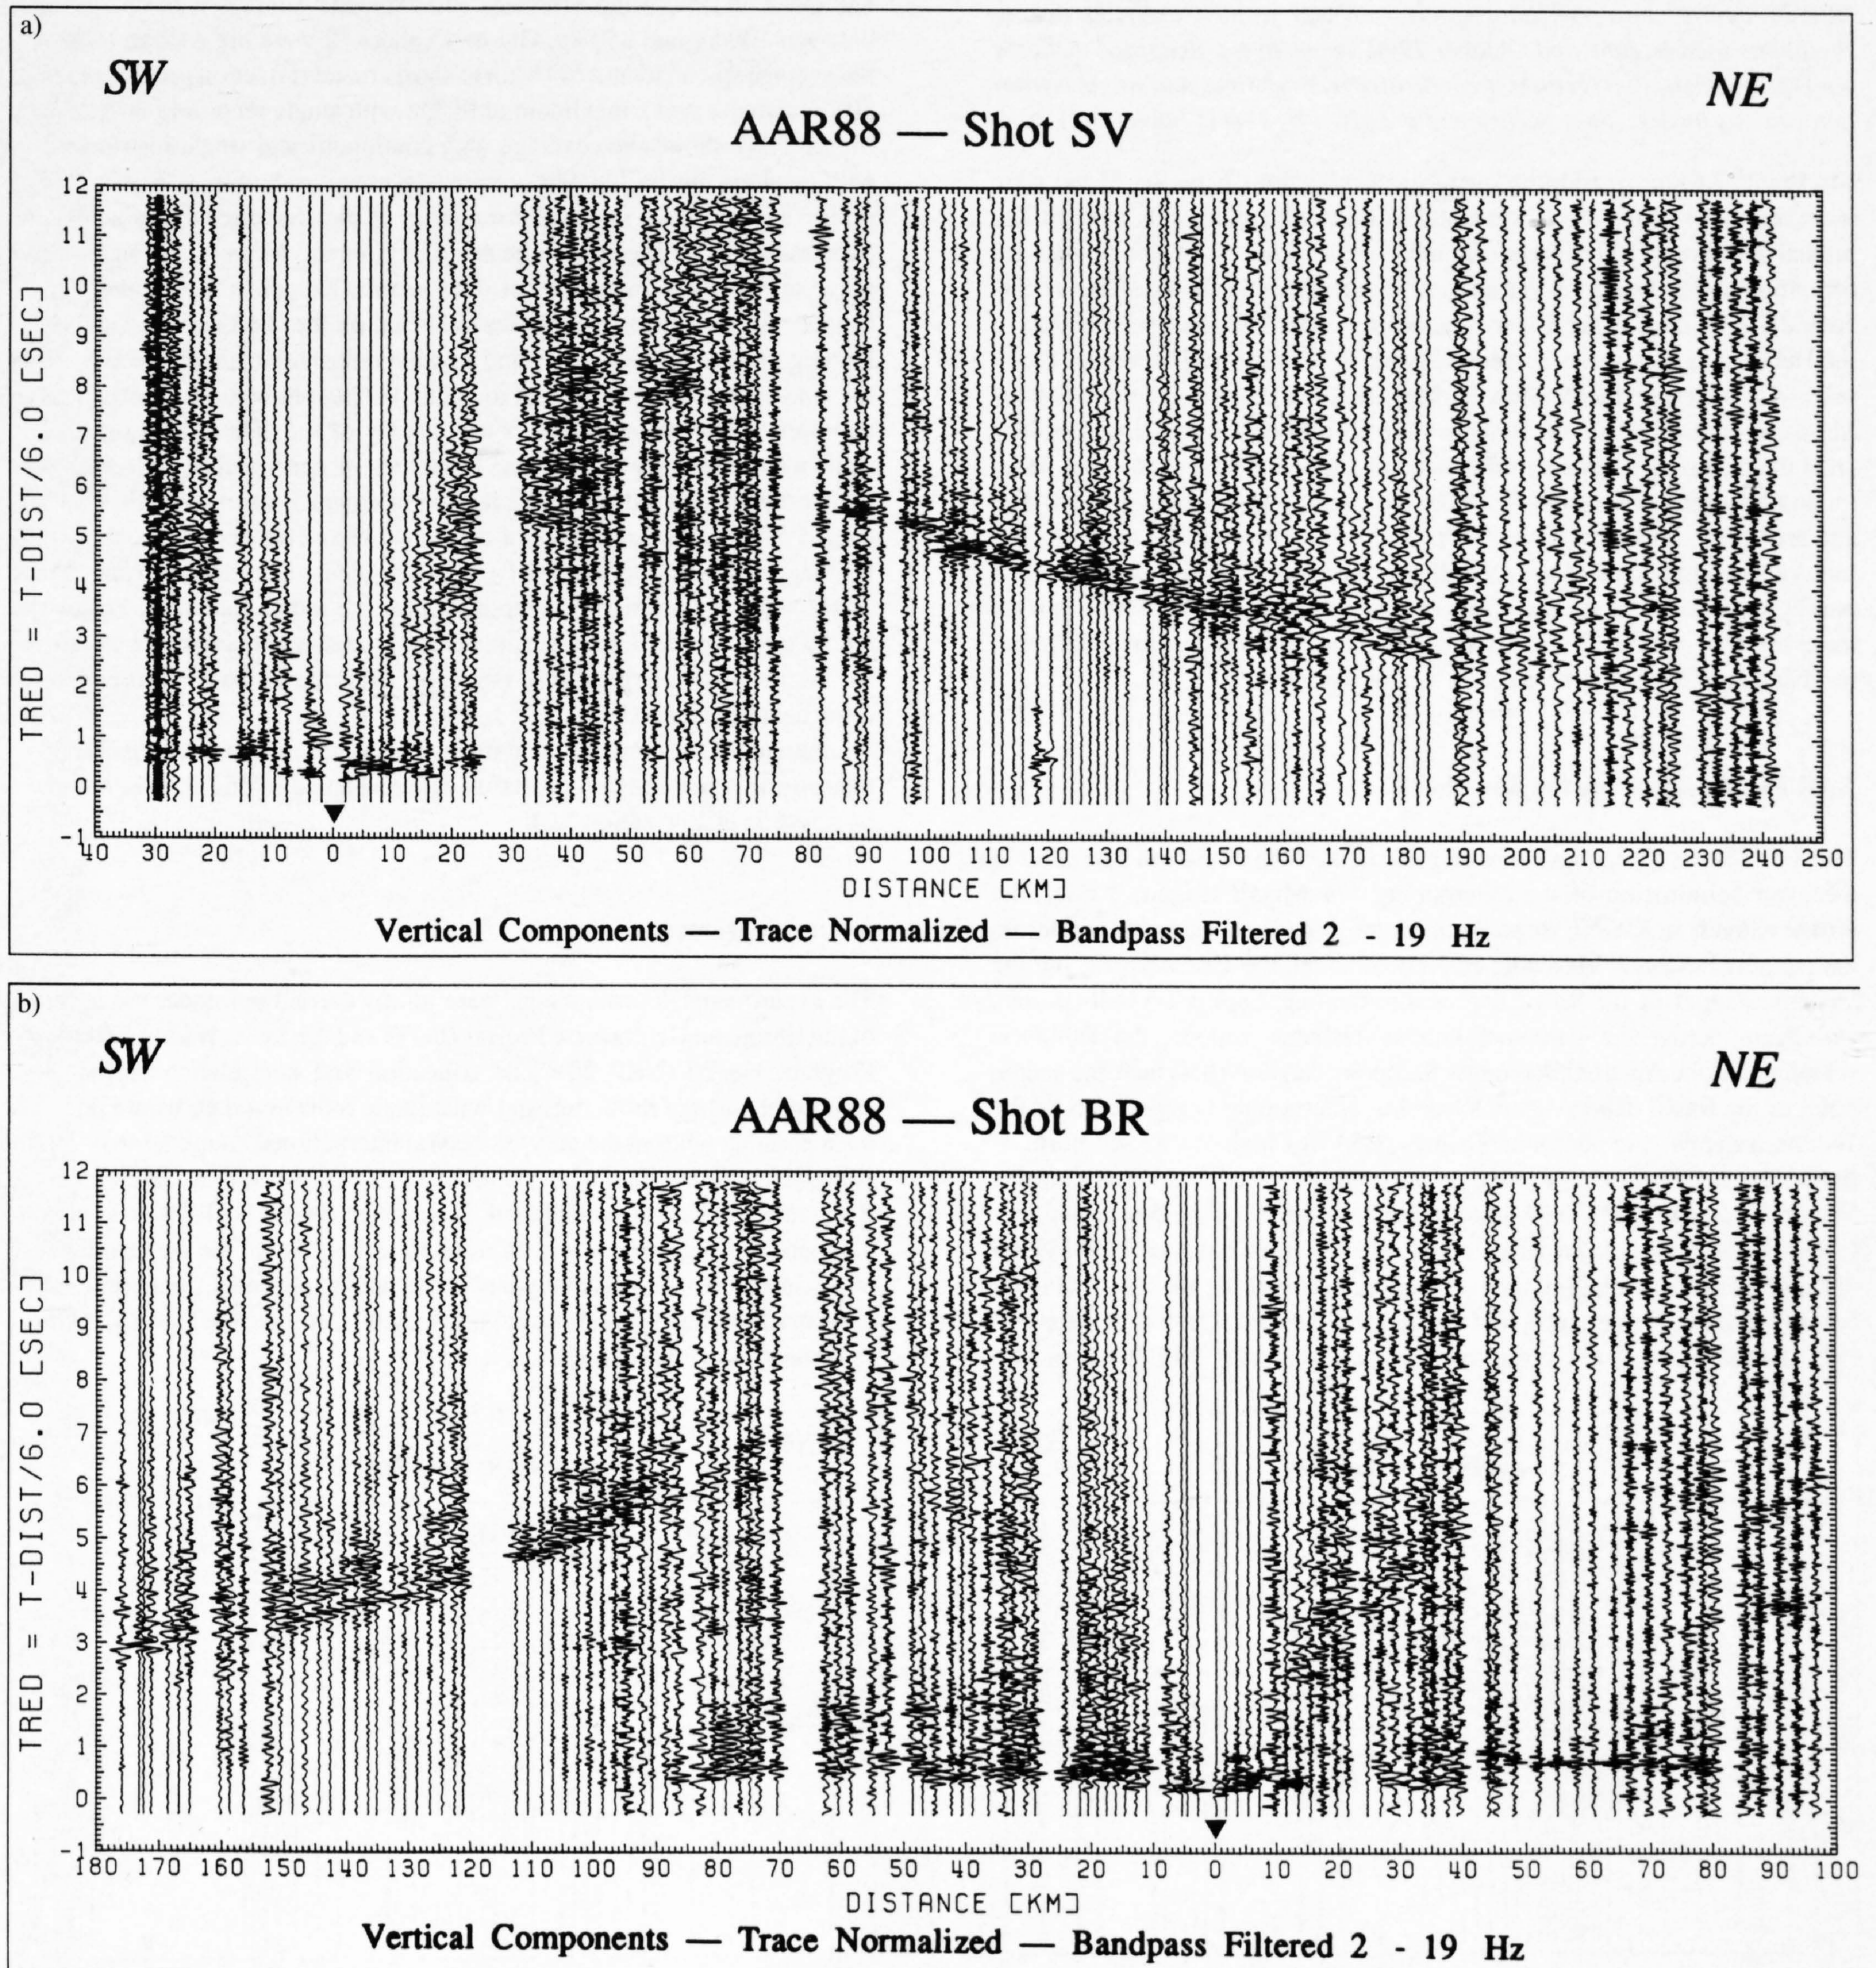 a)
SW
NE
AAR88 — Shot SV
TRED = T-DIST/6.0 [SEC]
12
11
10
9
8
7
6
5
4
3
2
1
0
-1
40 30 20 10 0 10 20 30 40 50 60 70 80 90 100 110 120 130 140 150 160 170 180 190 200 210 220 230 240 250
DISTANCE [KM]
Vertical Components — Trace Normalized — Bandpass Filtered 2 - 19 Hz
b)
SW
NE
AAR88 — Shot BR
TRED = T-DIST/6.0 [SEC]
12
11
10
9
8
7
6
5
4
3
2
1
0
-1
180 170 160 150 140 130 120 110 100 90 80 70 60 50 40 30 20 10 0 10 20 30 40 50 60 70 80 90 100
DISTANCE [KM]
Vertical Components — Trace Normalized — Bandpass Filtered 2 - 19 Hz